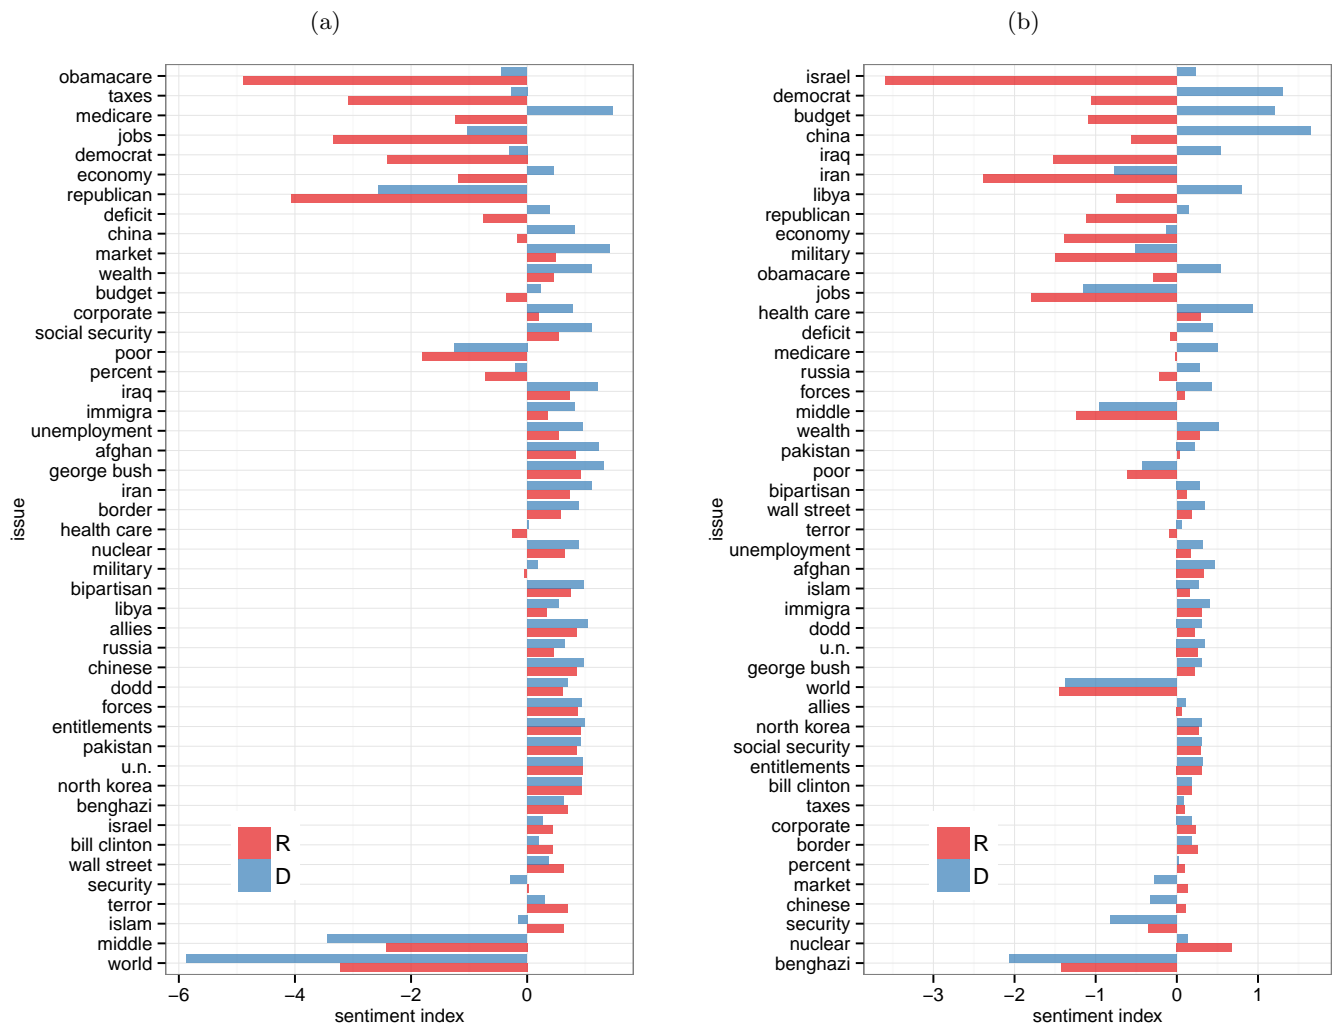 (a)
obamacare
taxes
medicare
jobs
democrat
economy
republican
deficit
china
market
wealth
budget
corporate
social security
poor
percent
iraq
immigra
unemployment
afghan
george bush
iran
border
health care
nuclear
military
bipartisan
libya
allies
russia
chinese
dodd
forces
entitlements
pakistan
u.n.
north korea
benghazi
israel
bill clinton
wall street
security
terror
islam
middle
world
issue
R
D
−6 −4 −2 0
sentiment index
(b)
israel
democrat
budget
china
iraq
iran
libya
republican
economy
military
obamacare
jobs
health care
deficit
medicare
russia
forces
middle
wealth
pakistan
poor
bipartisan
wall street
terror
unemployment
afghan
islam
immigra
dodd
u.n.
george bush
world
allies
north korea
social security
entitlements
bill clinton
taxes
corporate
border
percent
market
chinese
security
nuclear
benghazi
issue
R
D
−3 −2 −1 0 1
sentiment index